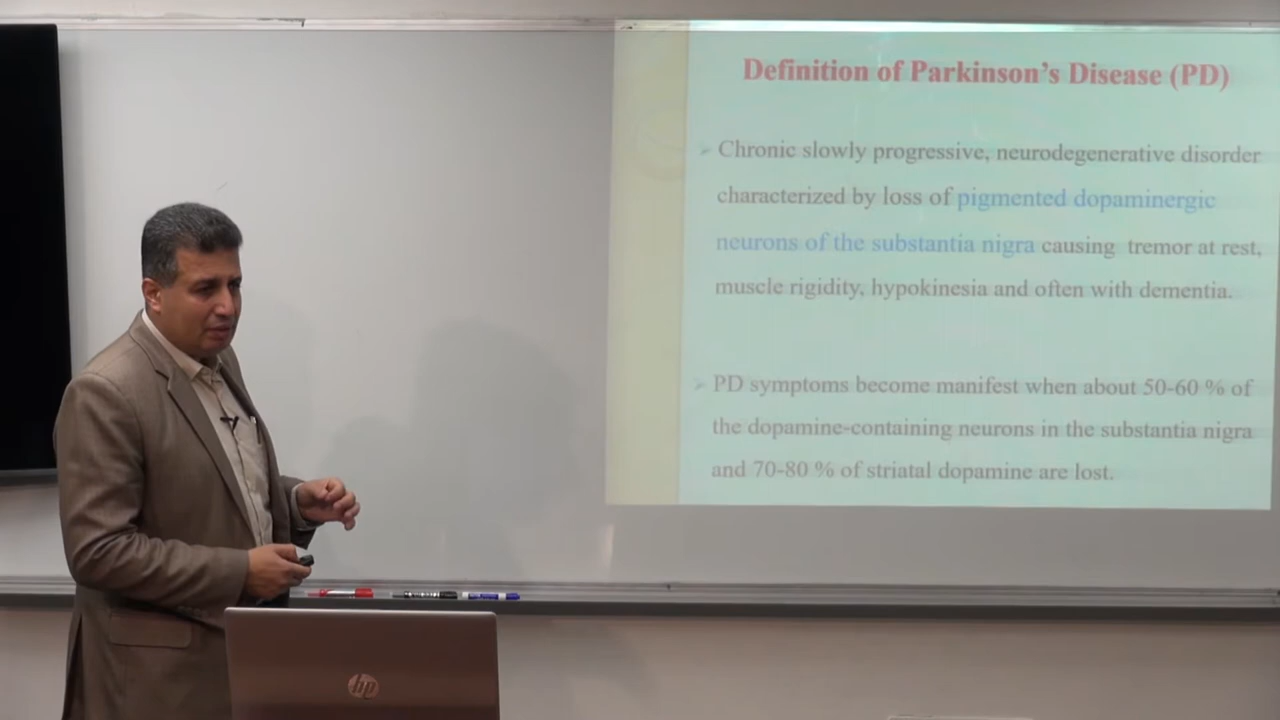 Definition of Parkinson's Disease (PD)
Chronic slowly progressive, neurodegenerative disorder
characterized by loss of pigmented dopaminergic
neurons of the substantia nigra causing tremor at rest,
muscle rigidity, hypokinesia and often with dementia.
PD symptoms become manifest when about 50-60 % of
the dopamine-containing neurons in the substantia nigra
and 70-80 % of striatal dopamine are lost.
hp